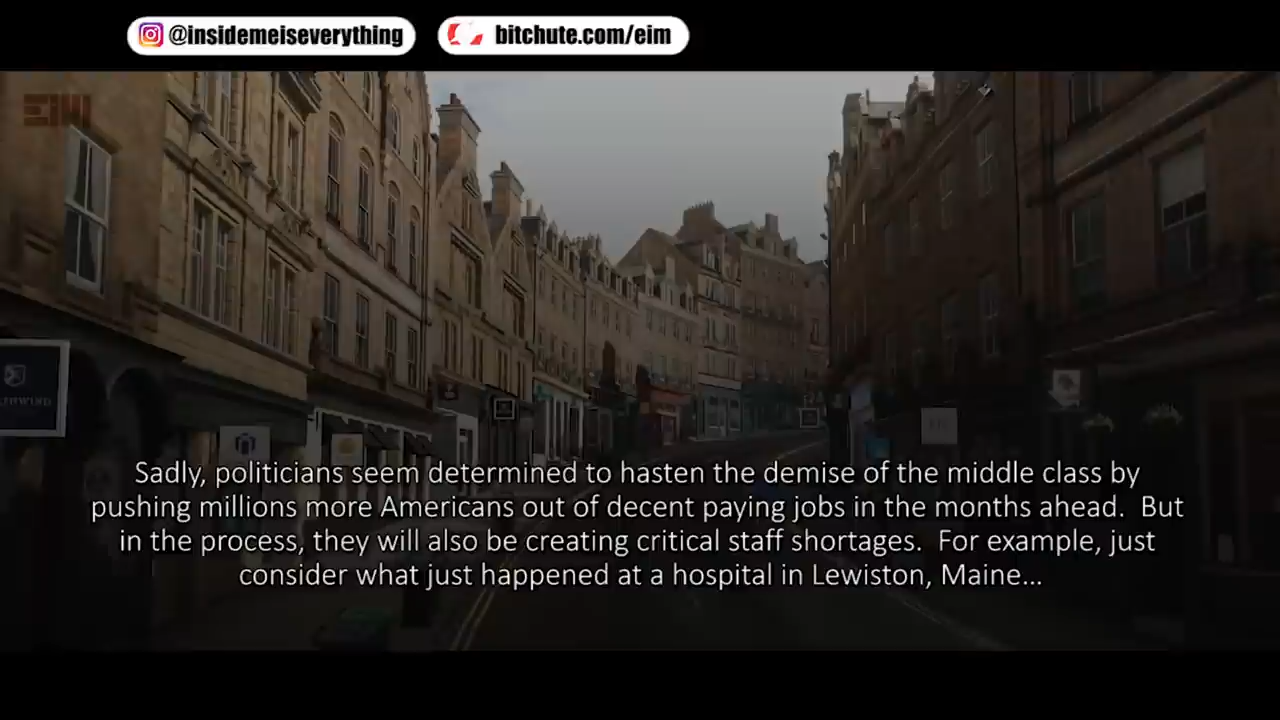 @insidemeiseverything
bitchute.com/eim
EIM
Sadly, politicians seem determined to hasten the demise of the middle class by
pushing millions more Americans out of decent paying jobs in the months ahead.  But
in the process, they will also be creating critical staff shortages.  For example, just
consider what just happened at a hospital in Lewiston, Maine...